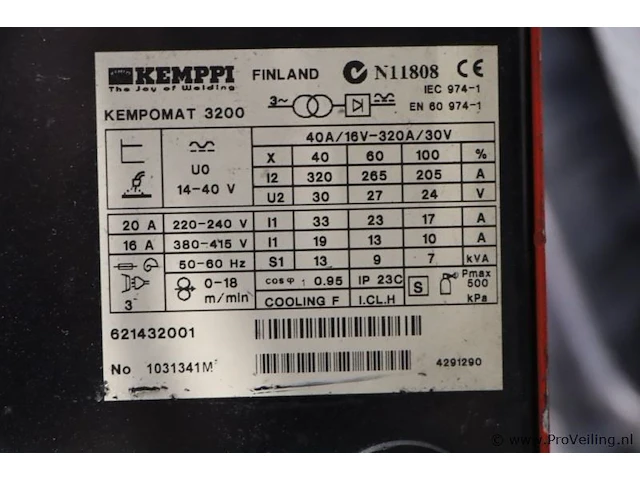 KEMPPI FINLAND N11808 CE
The Joy of Welding IEC 974-1
3~ EN 60 974-1
KEMPOMAT 3200
40A/16V-320A/30V
X 40 60 100 %
U0 I2 320 265 205 A
14-40 V U2 30 27 24 V
20 A 220-240 V I1 33 23 17 A
16 A 380-415 V I1 19 13 10 A
50-60 Hz S1 13 9 7 kVA
3 0-18 m/min cos φ : 0.95 IP 23C S Pmax 500 kPa
COOLING F I.CL.H
621432001
No 1031341M 4291290
© www.ProVeiling.nl